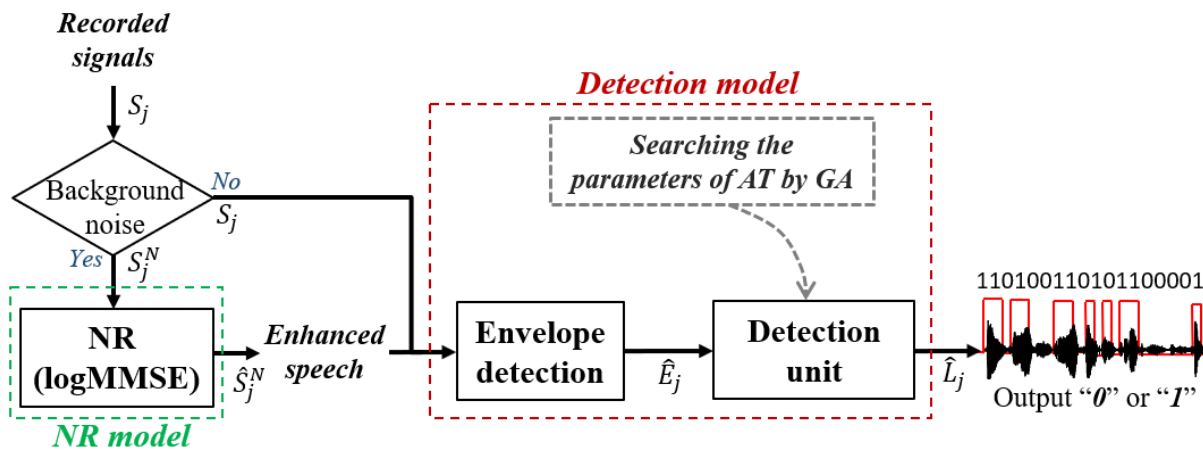 Recorded
signals
S_j
Background
noise
No
S_j
Yes
S_j^N
NR
(logMMSE)
NR model
Ŝ_j^N
Enhanced
speech
Detection model
Searching the
parameters of AT by GA
Envelope
detection
Ê_j
Detection
unit
L̂_j
110100110101100001
Output “0” or “1”